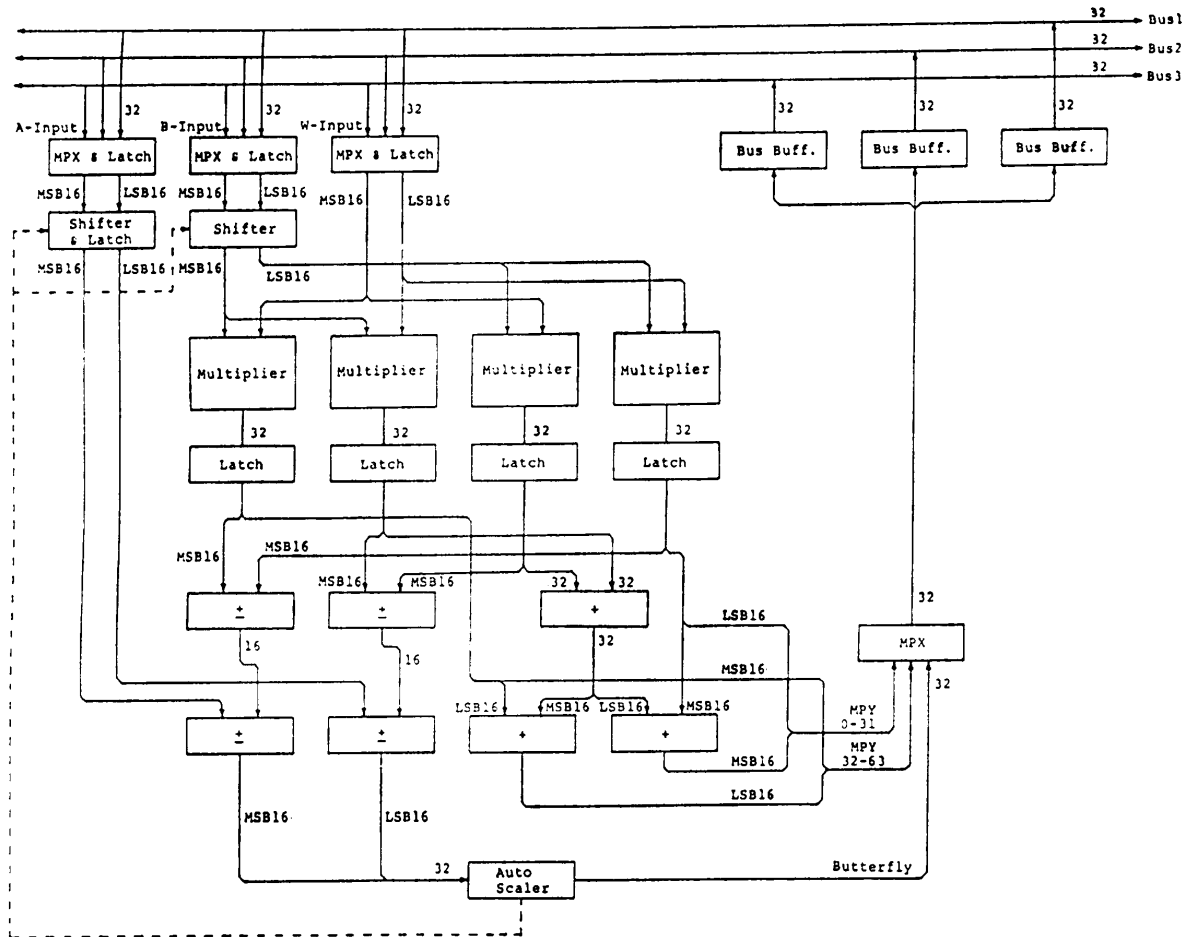 32
Bus1
32
Bus2
32
Bus3
32
32
32
32
32
32
A-Input
B-Input
W-Input
MPX & Latch
MPX & Latch
MPX & Latch
Bus Buff.
Bus Buff.
Bus Buff.
MSB16
LSB16
MSB16
LSB16
MSB16
LSB16
Shifter
& Latch
Shifter
MSB16
LSB16
MSB16
LSB16
Multiplier
Multiplier
Multiplier
Multiplier
32
32
32
32
Latch
Latch
Latch
Latch
MSB16
MSB16
MSB16
MSB16
32
32
±
±
+
32
LSB16
32
MPX
16
16
MSB16
32
LSB16
MSB16
LSB16
MSB16
MPY
0-31
±
±
+
+
MPY
32-63
MSB16
LSB16
MSB16
LSB16
32
Auto
Scaler
Butterfly